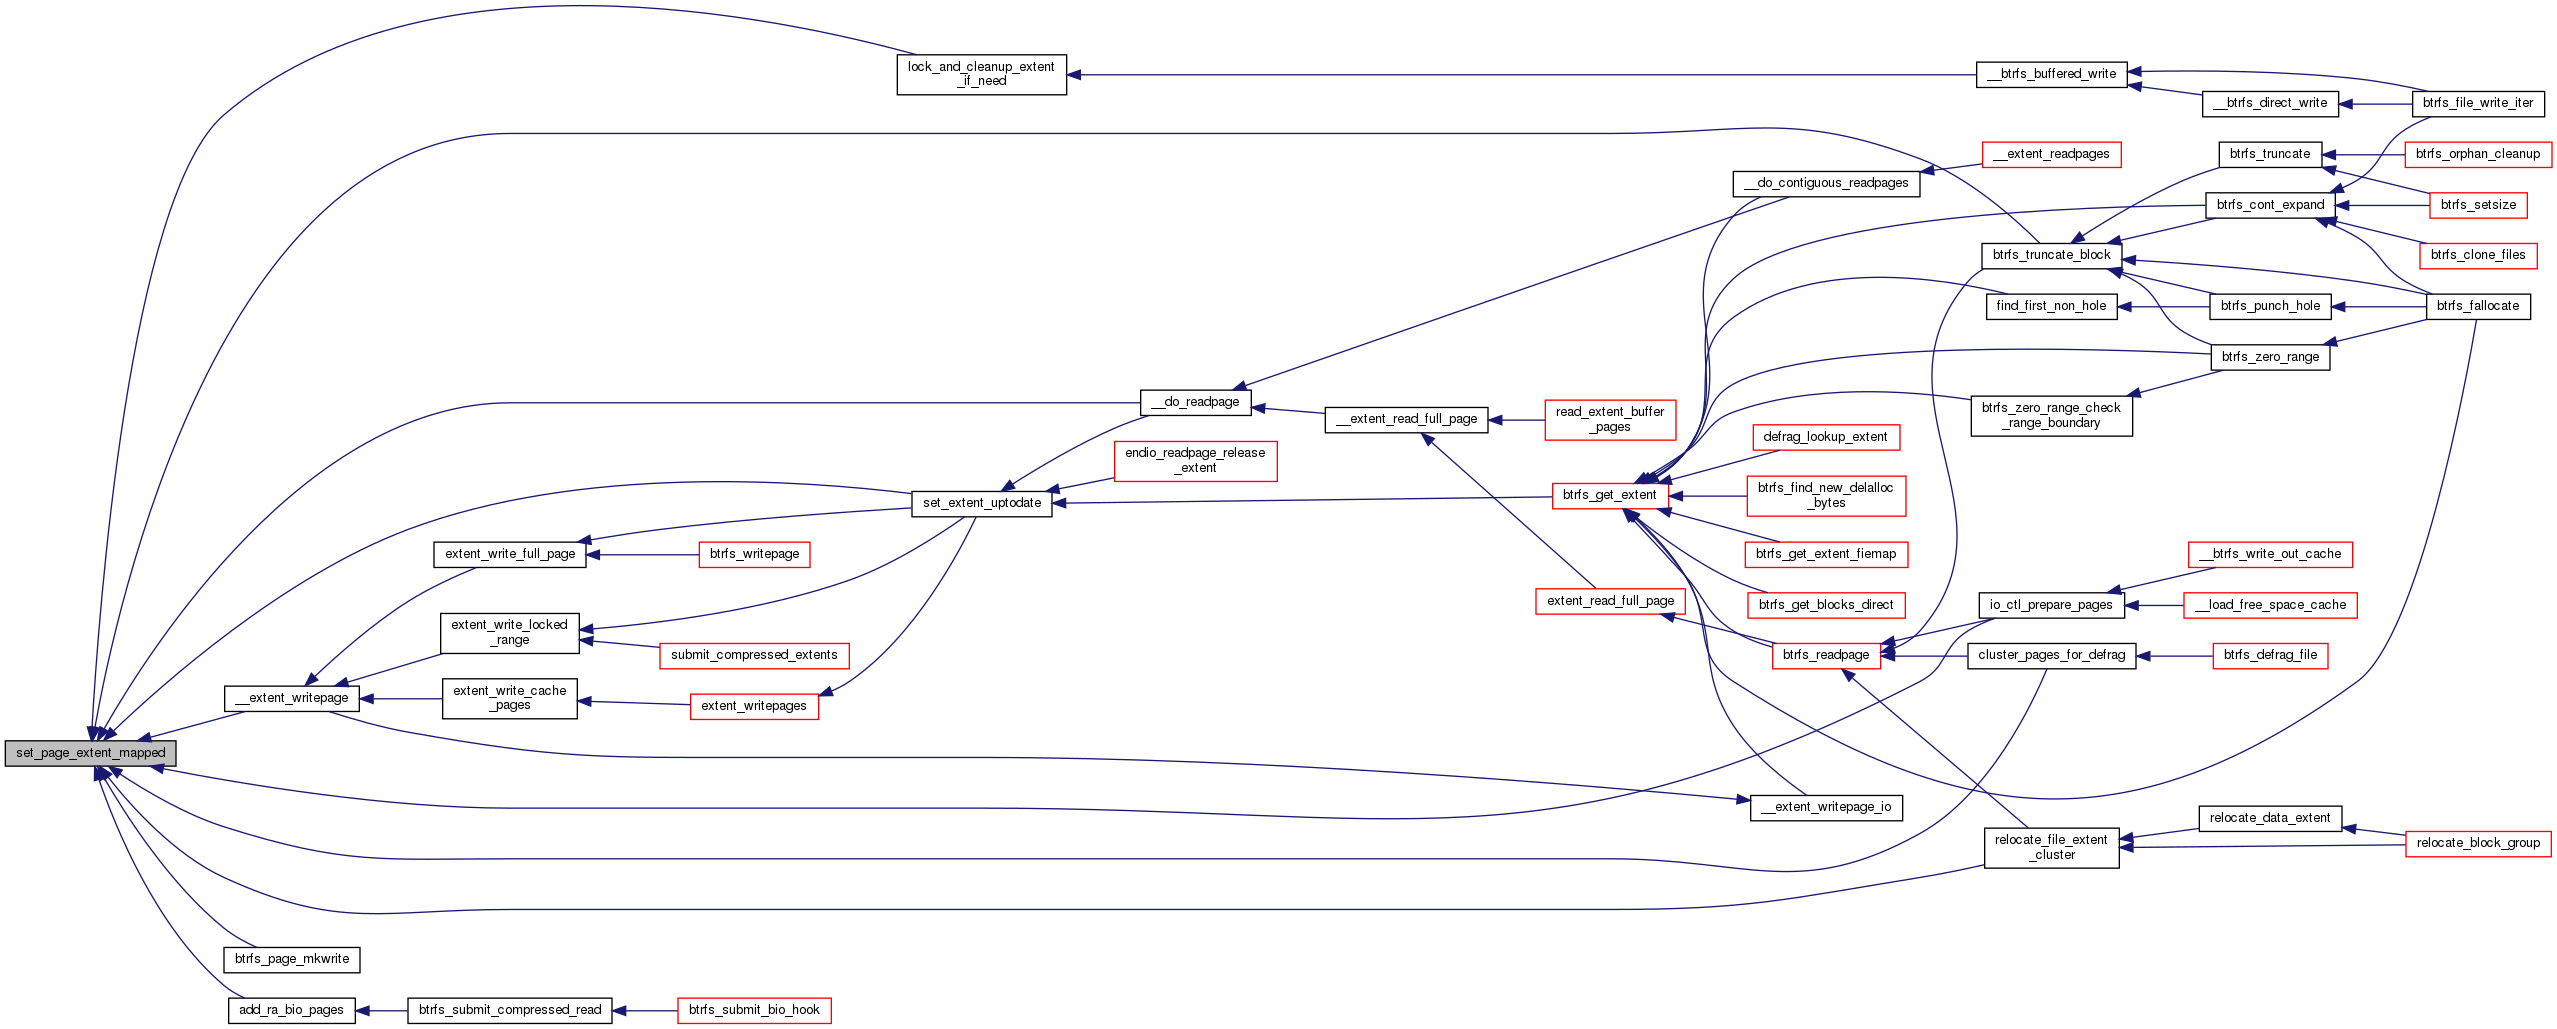 lock_and_cleanup_extent
_if_need
__btrfs_buffered_write
__btrfs_direct_write
btrfs_file_write_iter
__extent_readpages
btrfs_truncate
btrfs_orphan_cleanup
__do_contiguous_readpages
btrfs_cont_expand
btrfs_setsize
btrfs_truncate_block
btrfs_clone_files
find_first_non_hole
btrfs_punch_hole
btrfs_fallocate
btrfs_zero_range
__do_readpage
__extent_read_full_page
read_extent_buffer
_pages
btrfs_zero_range_check
_range_boundary
defrag_lookup_extent
endio_readpage_release
_extent
set_extent_uptodate
btrfs_get_extent
btrfs_find_new_delalloc
_bytes
extent_write_full_page
btrfs_writepage
btrfs_get_extent_fiemap
__btrfs_write_out_cache
extent_read_full_page
btrfs_get_blocks_direct
io_ctl_prepare_pages
__load_free_space_cache
extent_write_locked
_range
submit_compressed_extents
btrfs_readpage
cluster_pages_for_defrag
btrfs_defrag_file
__extent_writepage
extent_write_cache
_pages
extent_writepages
set_page_extent_mapped
__extent_writepage_io
relocate_data_extent
relocate_file_extent
_cluster
relocate_block_group
btrfs_page_mkwrite
add_ra_bio_pages
btrfs_submit_compressed_read
btrfs_submit_bio_hook